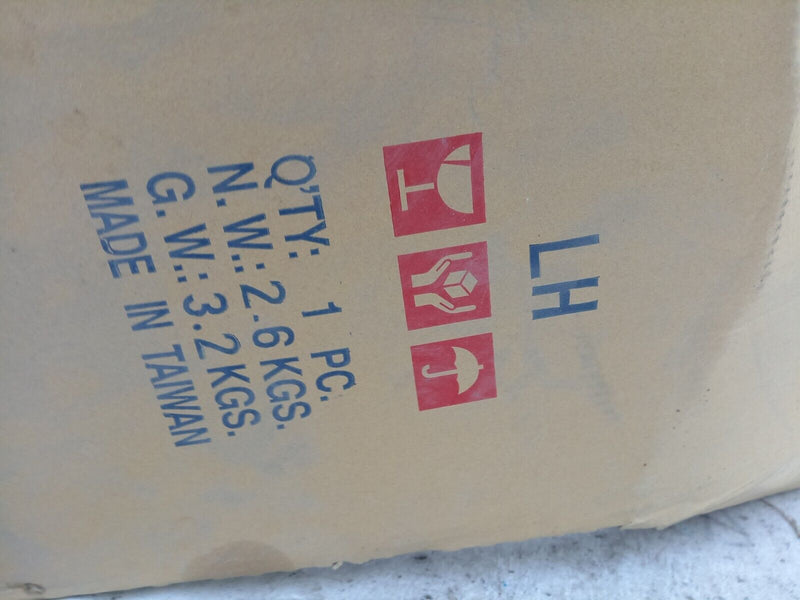 LH
Q'TY: 1 PC.
N. W.: 2.6 KGS.
G. W.: 3.2 KGS.
MADE IN TAIWAN